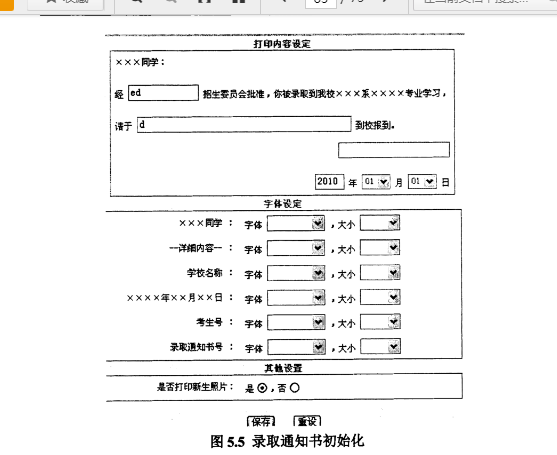 收藏
打印内容设定
×××同学：
经 ed 招生委员会批准，你被录取到我校×××系××××专业学习，
请于 d 到校报到。
2010 年 01 月 01 日
字体设定
×××同学 ： 字体 ，大小
--详细内容-- ： 字体 ，大小
学校名称 ： 字体 ，大小
××××年××月××日 ： 字体 ，大小
考生号 ： 字体 ，大小
录取通知书号 ： 字体 ，大小
其他设置
是否打印新生照片： 是 ，否
保存 重设
图 5.5 录取通知书初始化